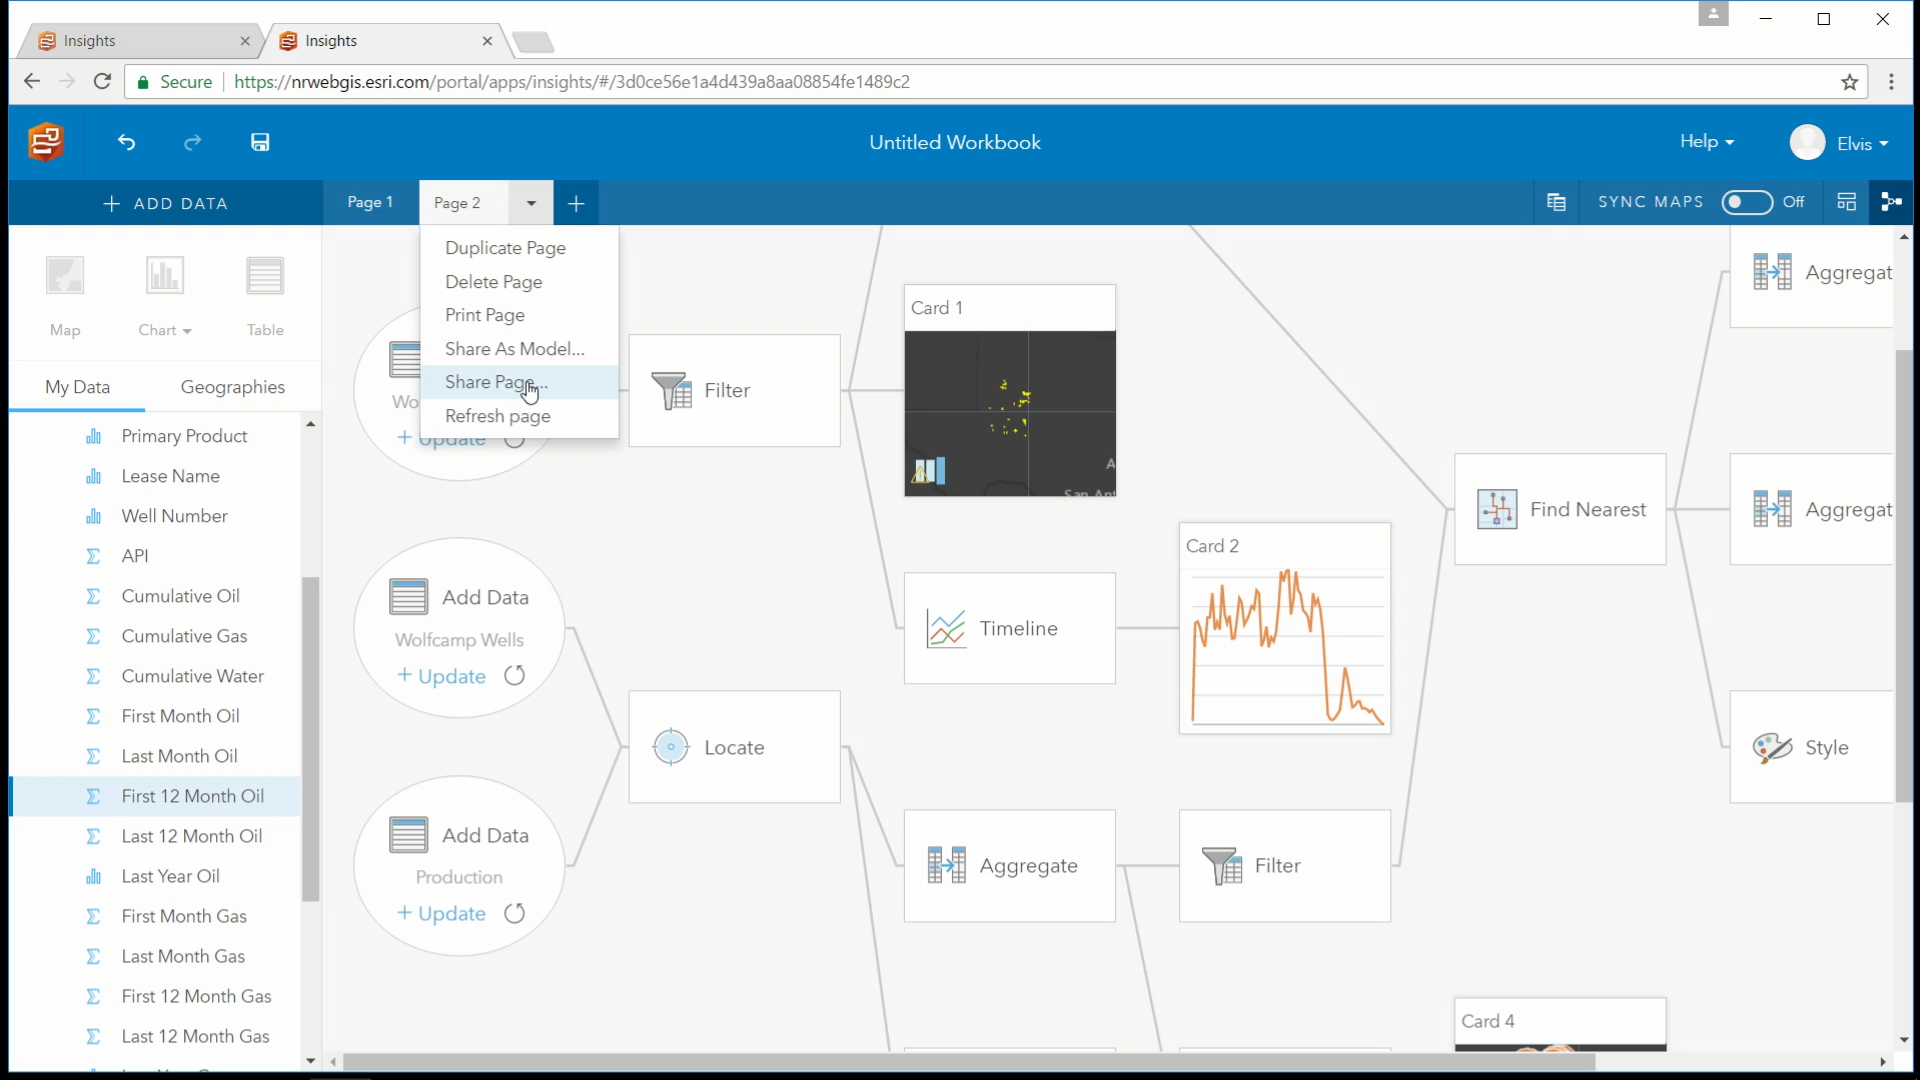 Insights
Insights
Secure
https://nrwebgis.esri.com/portal/apps/insights/#/3d0ce56e1a4d439a8aa08854fe1489c2
Untitled Workbook
Help
Elvis
+ ADD DATA
Page 1
Page 2
+
SYNC MAPS
Off
Map
Chart
Table
My Data
Geographies
Primary Product
Lease Name
Well Number
API
Cumulative Oil
Cumulative Gas
Cumulative Water
First Month Oil
Last Month Oil
First 12 Month Oil
Last 12 Month Oil
Last Year Oil
First Month Gas
Last Month Gas
First 12 Month Gas
Last 12 Month Gas
Duplicate Page
Delete Page
Print Page
Share As Model...
Share Page...
Refresh page
Wo
+ Update
Filter
Card 1
San Ant
Aggregat
Add Data
Wolfcamp Wells
+ Update
Timeline
Card 2
Find Nearest
Aggregat
Locate
Style
Add Data
Production
+ Update
Aggregate
Filter
Card 4